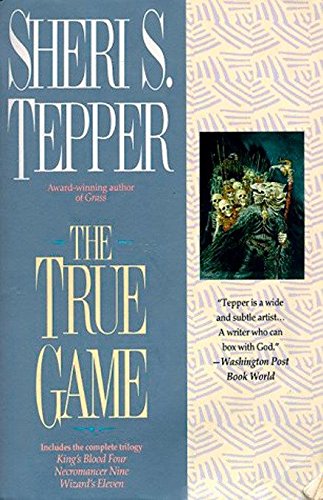 SHERI S.
TEPPER
Award-winning author
of Grass
THE
TRUE
GAME
Includes the complete trilogy
King's Blood Four
Necromancer Nine
Wizard's Eleven
"Tepper is a wide
and subtle artist...
A writer who can
box with God."
—Washington Post
Book World